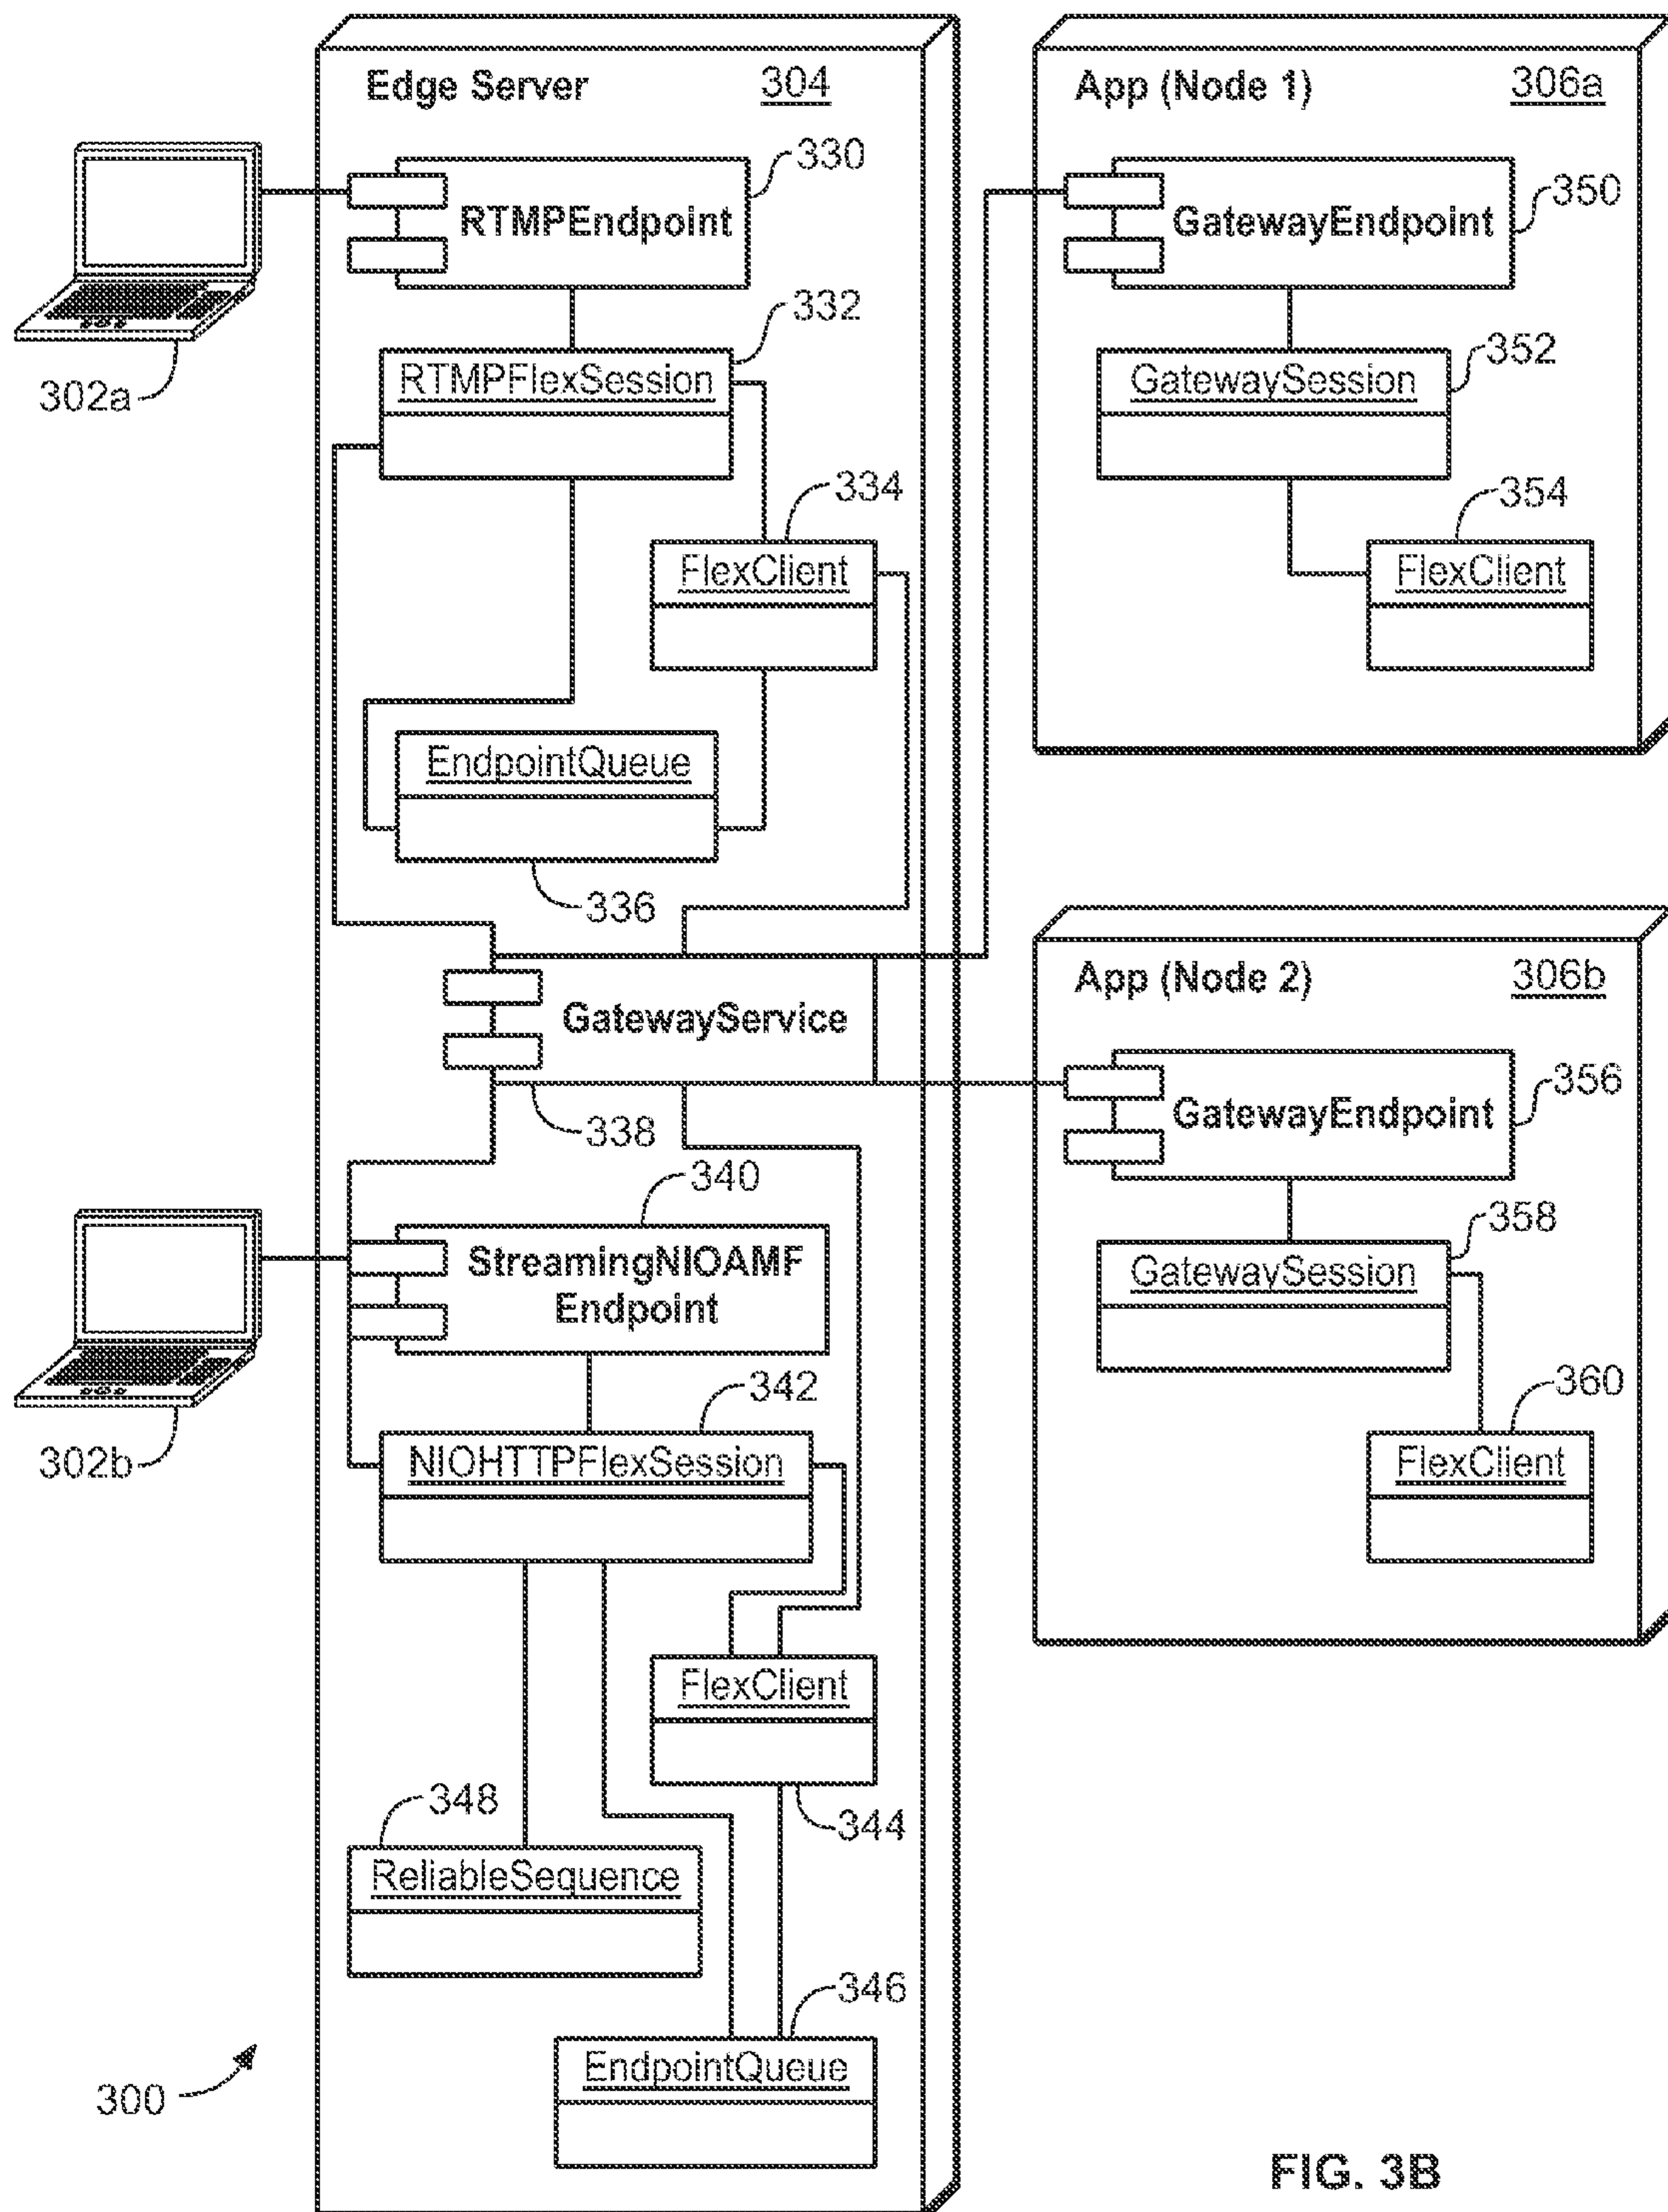 Edge Server 304
330
RTMPEndpoint
332
RTMPFlexSession
302a
334
FlexClient
EndpointQueue
336
GatewayService
338
340
StreamingNIOAMF
Endpoint
342
302b
NIOHTTPFlexSession
FlexClient
344
348
ReliableSequence
346
EndpointQueue
300
App (Node 1) 306a
350
GatewayEndpoint
352
GatewaySession
354
FlexClient
App (Node 2) 306b
356
GatewayEndpoint
358
GatewaySession
360
FlexClient
FIG. 3B